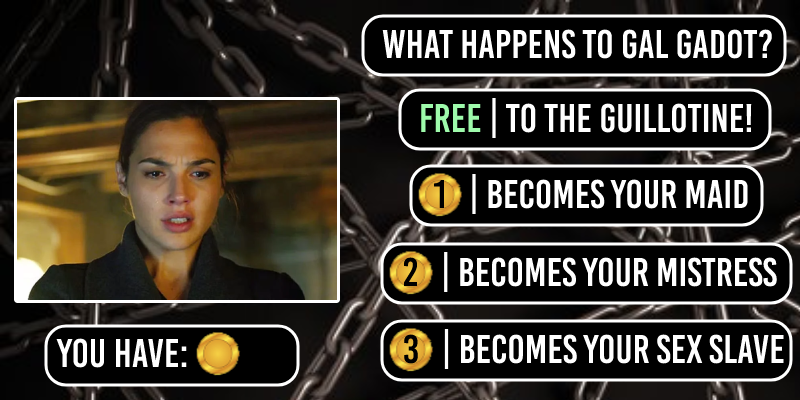 WHAT HAPPENS TO GAL GADOT?
FREE | TO THE GUILLOTINE!
1 | BECOMES YOUR MAID
2 | BECOMES YOUR MISTRESS
3 | BECOMES YOUR SEX SLAVE
YOU HAVE: